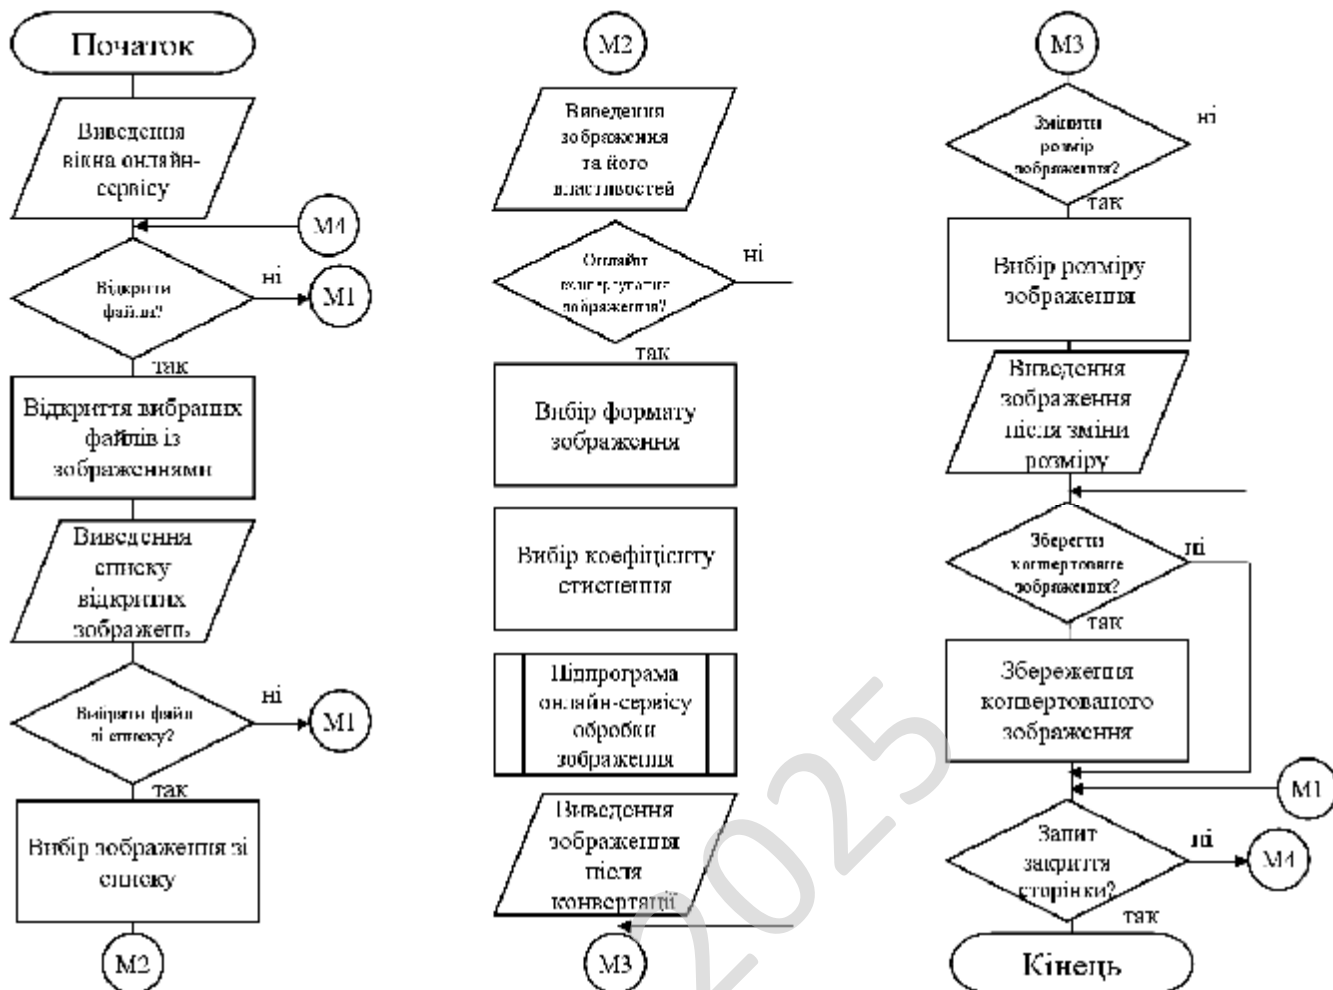 Початок
Виведення
вікна онлайн-
сервісу
М4
Відкрити
файли?
ні
М1
так
Відкриття вибраних
файлів із
зображеннями
Виведення
списку
відкритих
зображень
Вибрати файл
зі списку?
ні
М1
так
Вибір зображення зі
списку
М2
М2
Виведення
зображення
та його
властивостей
Онлайн
конвертування
зображення?
ні
так
Вибір формату
зображення
Вибір коефіцієнту
стиснення
Підпрограма
онлайн-сервісу
обробки
зображення
Виведення
зображення
після
конвертації
М3
М3
Змінити
розмір
зображення?
ні
так
Вибір розміру
зображення
Виведення
зображення
після зміни
розміру
Зберегти
конвертоване
зображення?
ні
так
Збереження
конвертованого
зображення
М1
Запит
закриття
сторінки?
ні
М4
так
Кінець
2025